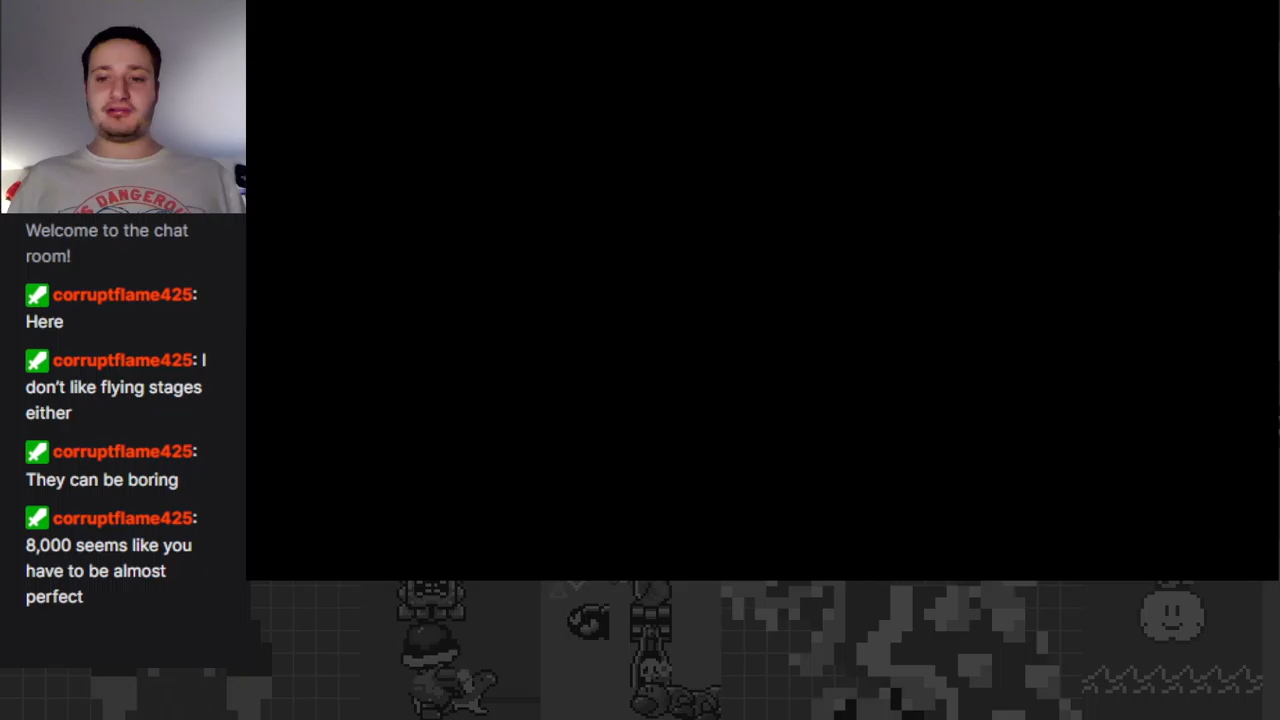 S DANGERO
Welcome to the chat
room!
corruptflame425:
Here
corruptflame425: I
don't like flying stages
either
corruptflame425:
They can be boring
corruptflame425:
8,000 seems like you
have to be almost
perfect